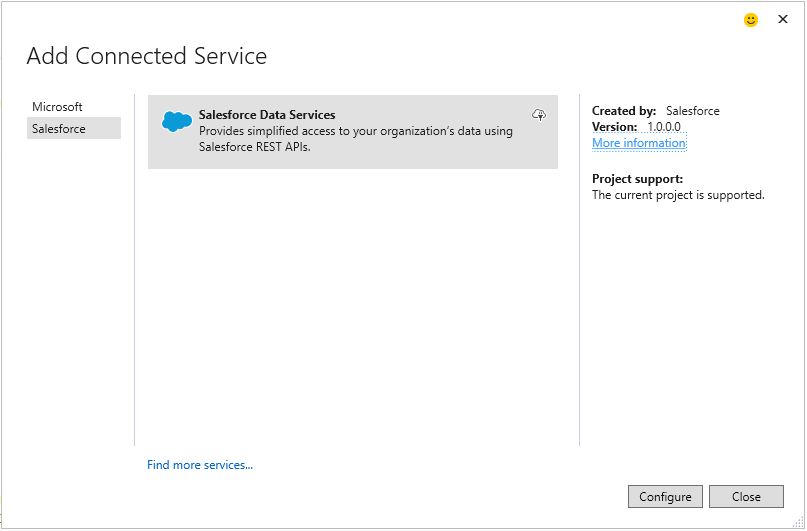 Add Connected Service
Microsoft
Salesforce
Salesforce Data Services
Provides simplified access to your organization's data using
Salesforce REST APIs.
Created by: Salesforce
Version: 1.0.0.0
More information
Project support:
The current project is supported.
Find more services...
Configure
Close